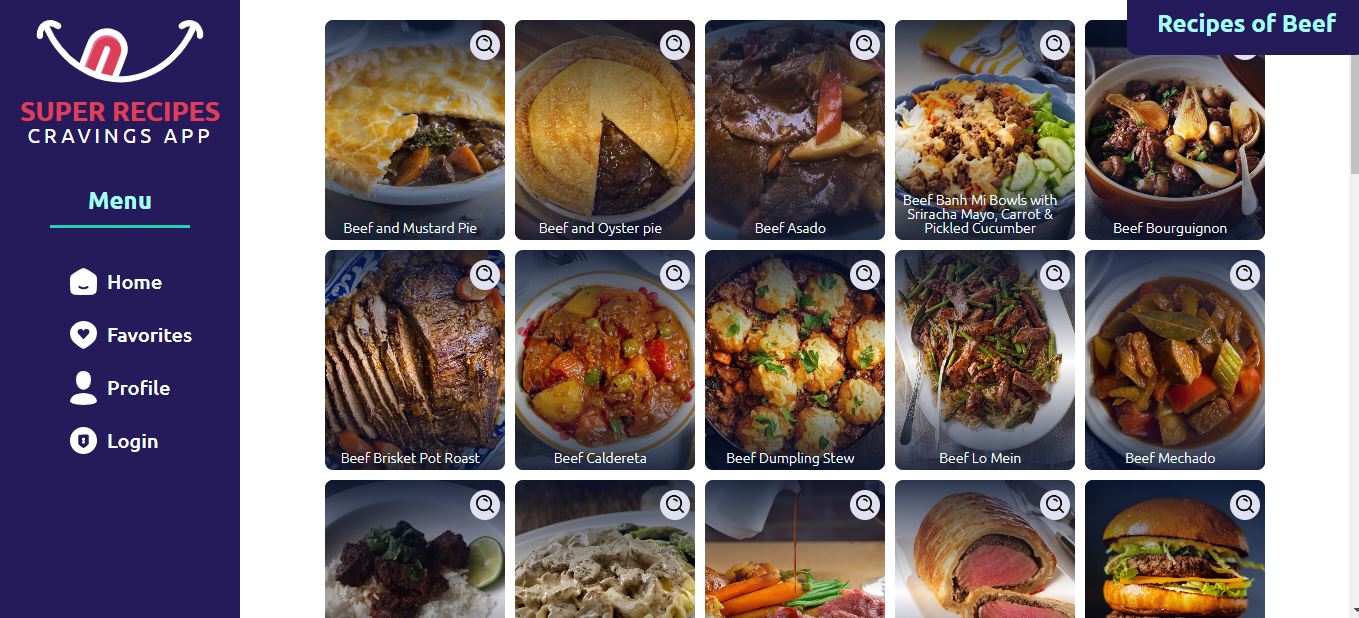 SUPER RECIPES
CRAVINGS APP
Menu
Home
Favorites
Profile
Login
Recipes of Beef
Beef and Mustard Pie
Beef and Oyster pie
Beef Asado
Beef Banh Mi Bowls with
Sriracha Mayo, Carrot &
Pickled Cucumber
Beef Bourguignon
Beef Brisket Pot Roast
Beef Caldereta
Beef Dumpling Stew
Beef Lo Mein
Beef Mechado